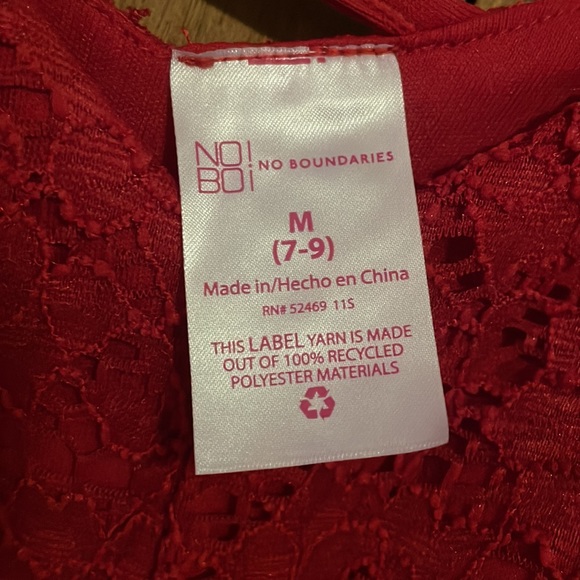 NO!
BO!
NO BOUNDARIES
M
(7-9)
Made in/Hecho en China
RN# 52469 11S
THIS LABEL YARN IS MADE
OUT OF 100% RECYCLED
POLYESTER MATERIALS